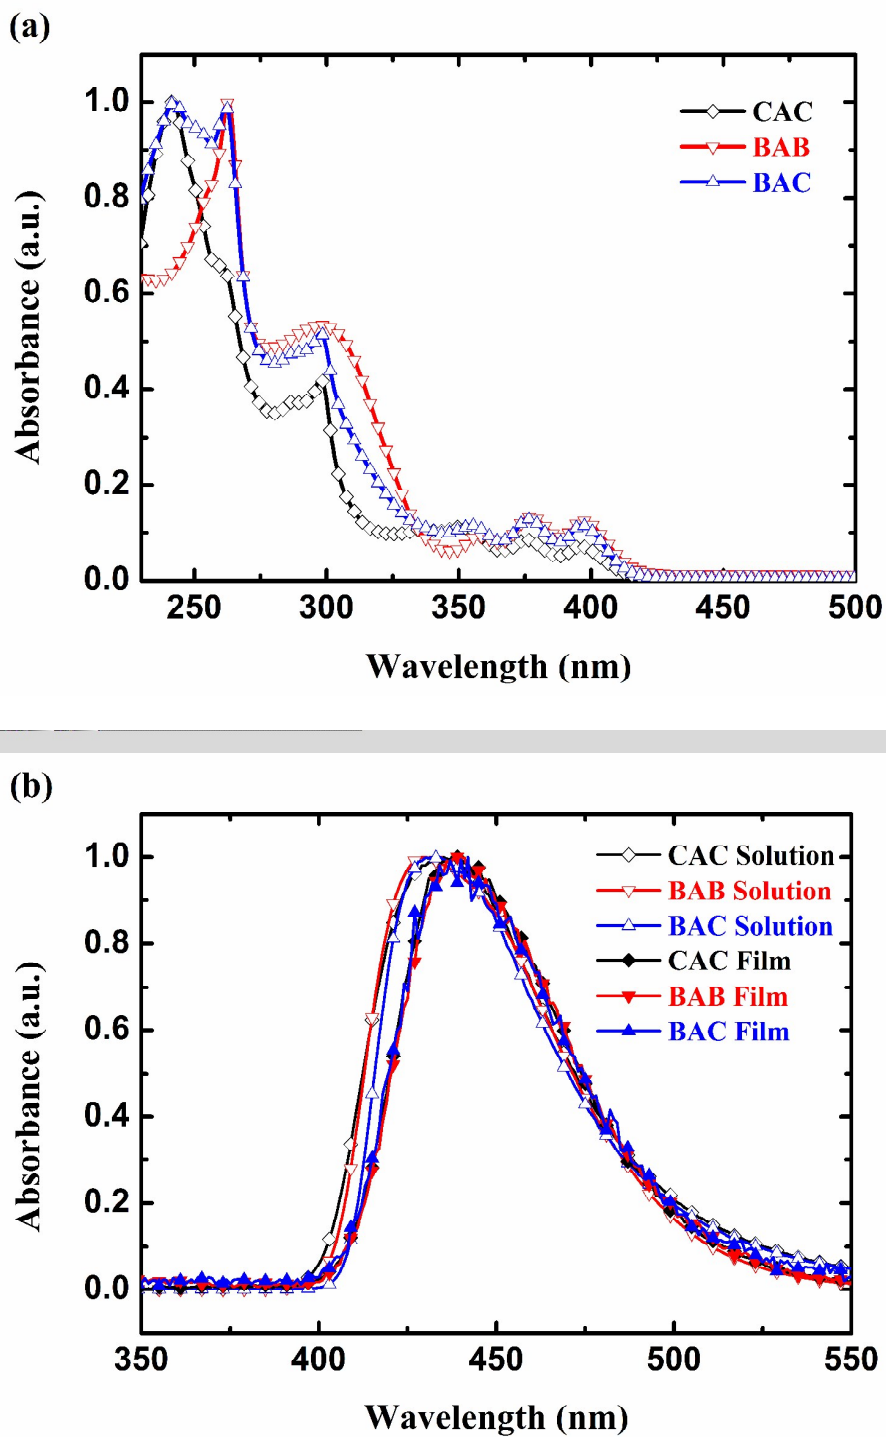 (a)
1.0
0.8
0.6
0.4
0.2
0.0
Absorbance (a.u.)
CAC
BAB
BAC
250 300 350 400 450 500
Wavelength (nm)
(b)
1.0
0.8
0.6
0.4
0.2
0.0
Absorbance (a.u.)
CAC Solution
BAB Solution
BAC Solution
CAC Film
BAB Film
BAC Film
350 400 450 500 550
Wavelength (nm)